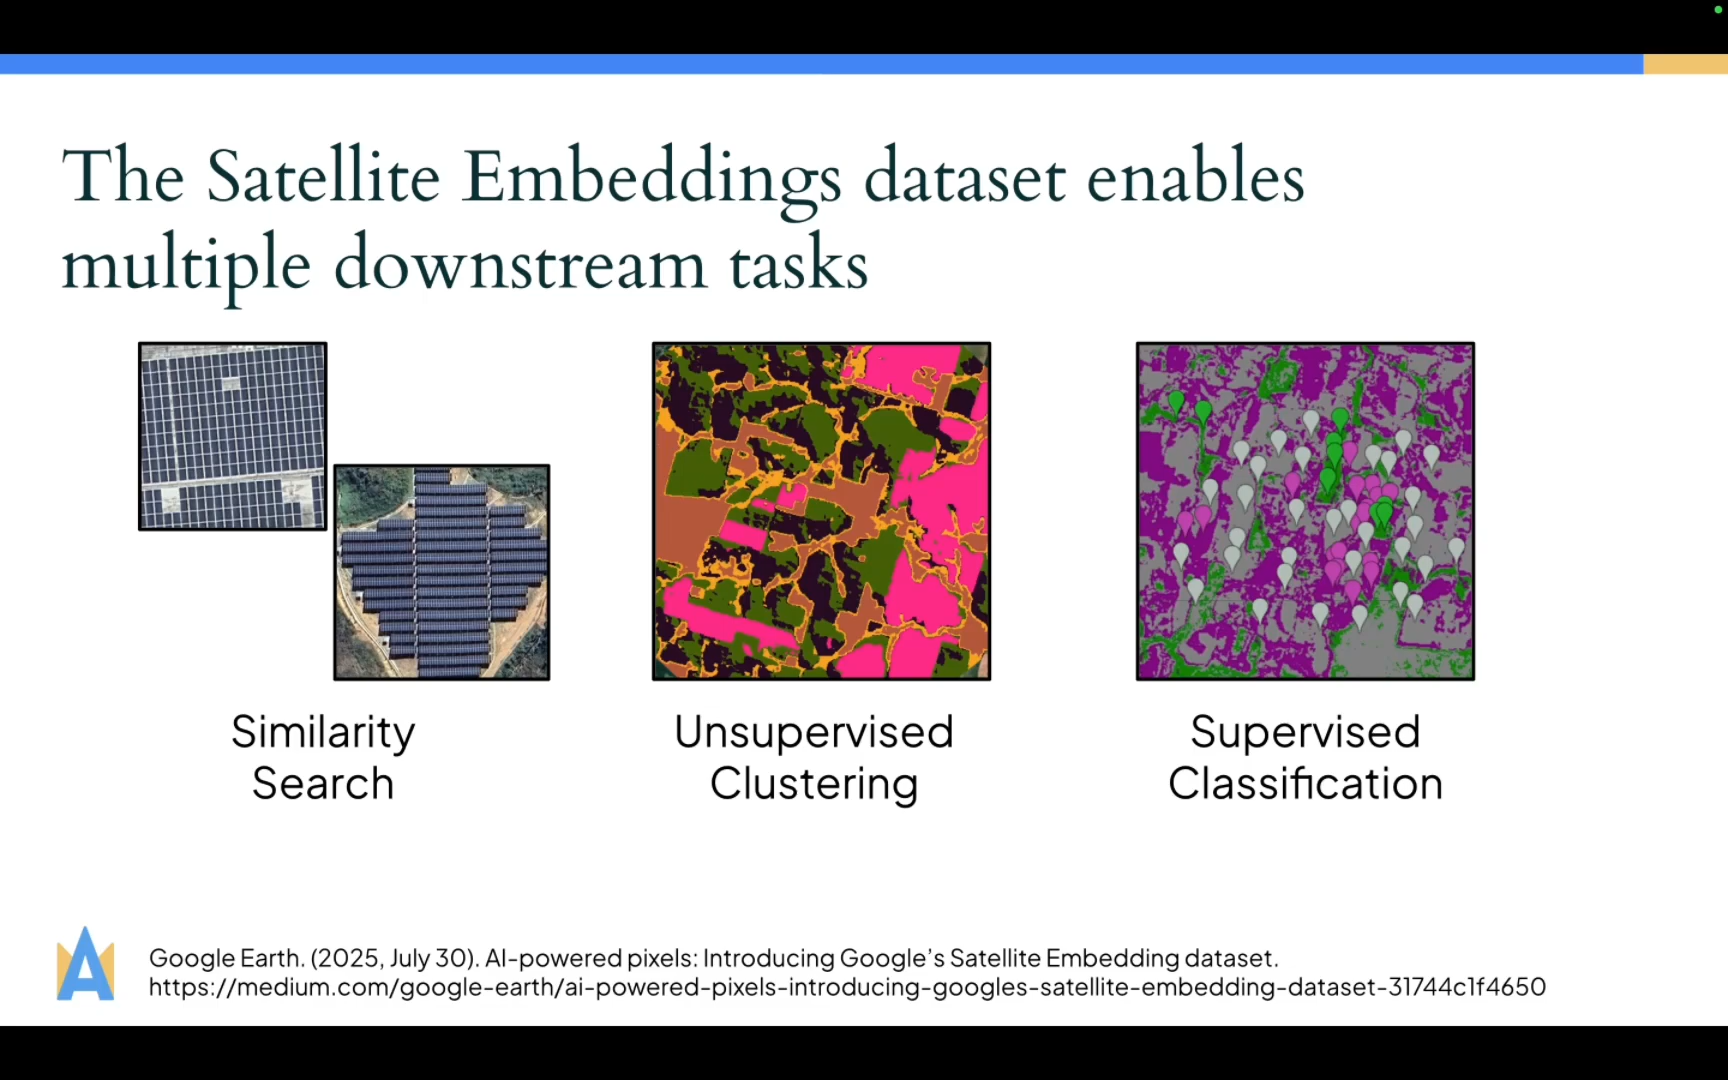 The Satellite Embeddings dataset enables
multiple downstream tasks
Similarity
Search
Unsupervised
Clustering
Supervised
Classification
Google Earth. (2025, July 30). AI-powered pixels: Introducing Google’s Satellite Embedding dataset.
https://medium.com/google-earth/ai-powered-pixels-introducing-googles-satellite-embedding-dataset-31744c1f4650